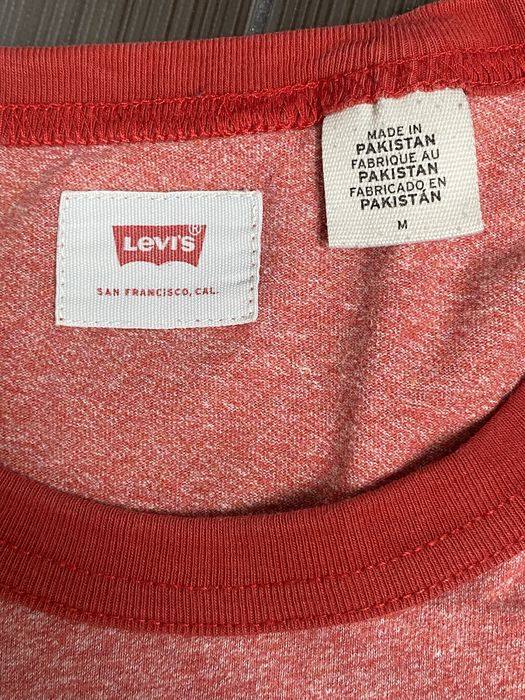 LEVI'S®
SAN FRANCISCO, CAL.
MADE IN
PAKISTAN
FABRIQUE AU
PAKISTAN
FABRICADO EN
PAKISTÁN
M